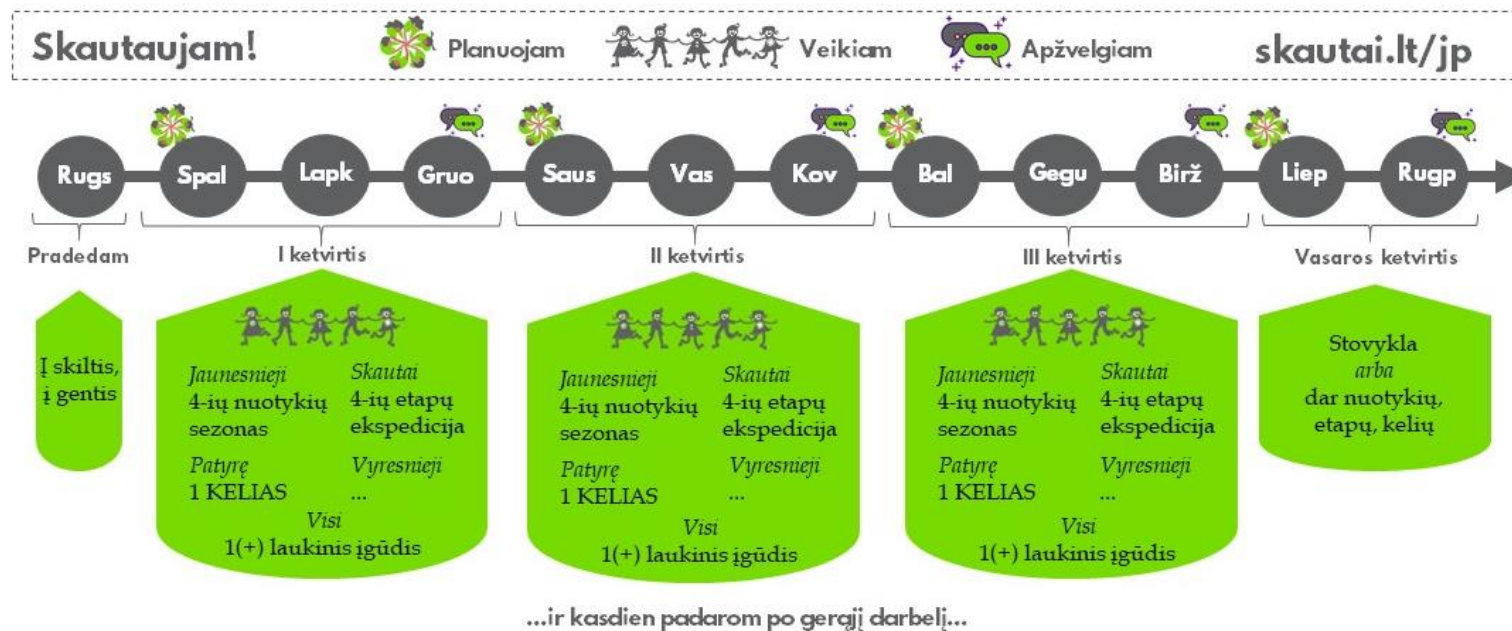 Skautaujam!
Planuojam
Veikiam
Apžvelgiam
skautai.lt/jp
Rugs
Spal
Lapk
Gruo
Saus
Vas
Kov
Bal
Gegu
Birž
Liep
Rugp
Pradedam
I ketvirtis
II ketvirtis
III ketvirtis
Vasaros ketvirtis
Į skiltis,
į gentis
Jaunesnieji
4-ių nuotykių
sezonas
Skautai
4-ių etapų
ekspedicija
Patyrę
1 KELIAS
Vyresnieji
...
Visi
1(+) laukinis įgūdis
Jaunesnieji
4-ių nuotykių
sezonas
Skautai
4-ių etapų
ekspedicija
Patyrę
1 KELIAS
Vyresnieji
...
Visi
1(+) laukinis įgūdis
Jaunesnieji
4-ių nuotykių
sezonas
Skautai
4-ių etapų
ekspedicija
Patyrę
1 KELIAS
Vyresnieji
...
Visi
1(+) laukinis įgūdis
Stovykla
arba
dar nuotykių,
etapų, kelių
...ir kasdien padarom po gerąjį darbelį...